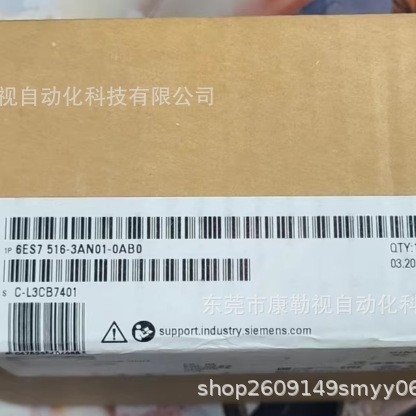 视自动化科技有限公司
1P 6ES7 516-3AN01-0AB0
QTY:1
03.20
S C-L3CB7401
东莞市康勒视自动化科
support.industry.siemens.com
shop2609149smyy06